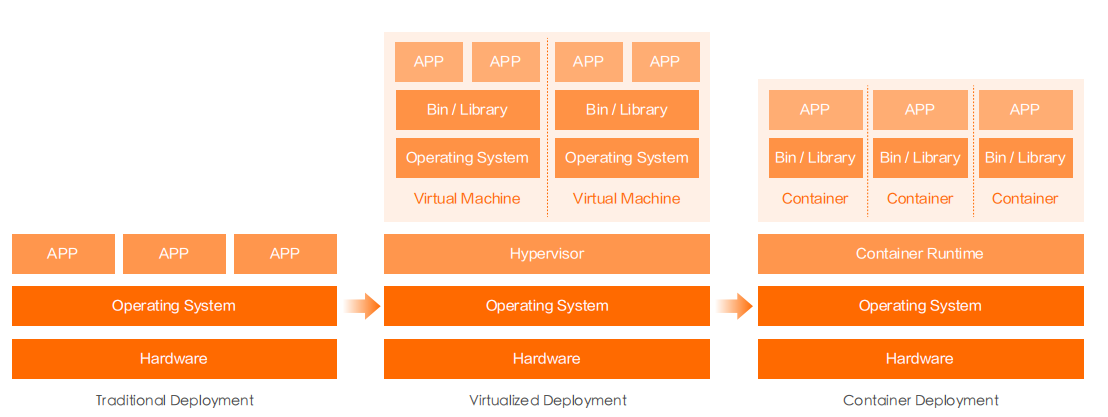 APP APP APP
Operating System
Hardware
Traditional Deployment
APP APP APP APP
Bin / Library Bin / Library
Operating System Operating System
Virtual Machine Virtual Machine
Hypervisor
Operating System
Hardware
Virtualized Deployment
APP APP APP
Bin / Library Bin / Library Bin / Library
Container Container Container
Container Runtime
Operating System
Hardware
Container Deployment